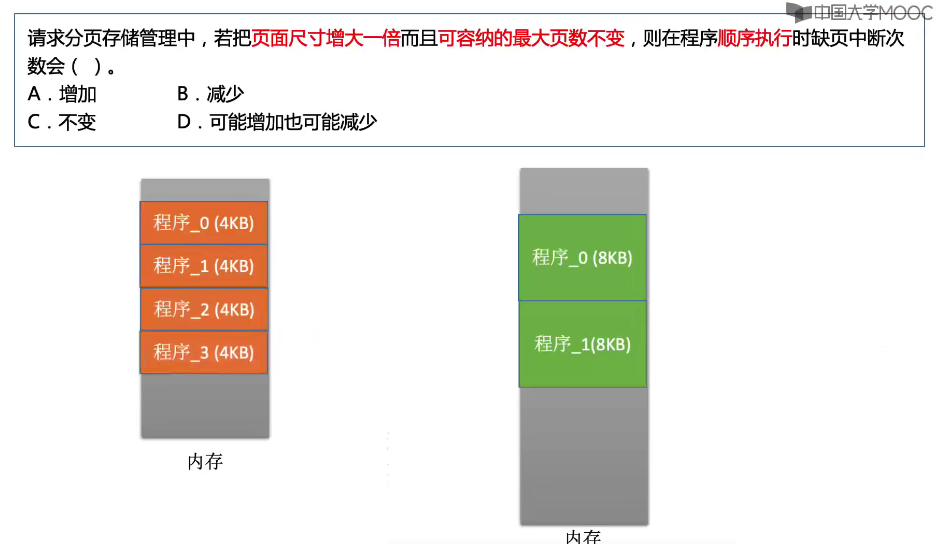 中国大学MOOC
请求分页存储管理中，若把页面尺寸增大一倍而且可容纳的最大页数不变，则在程序顺序执行时缺页中断次
数会（ ）。
A．增加 B．减少
C．不变 D．可能增加也可能减少
程序_0 (4KB)
程序_1 (4KB)
程序_2 (4KB)
程序_3 (4KB)
内存
程序_0 (8KB)
程序_1(8KB)
内存